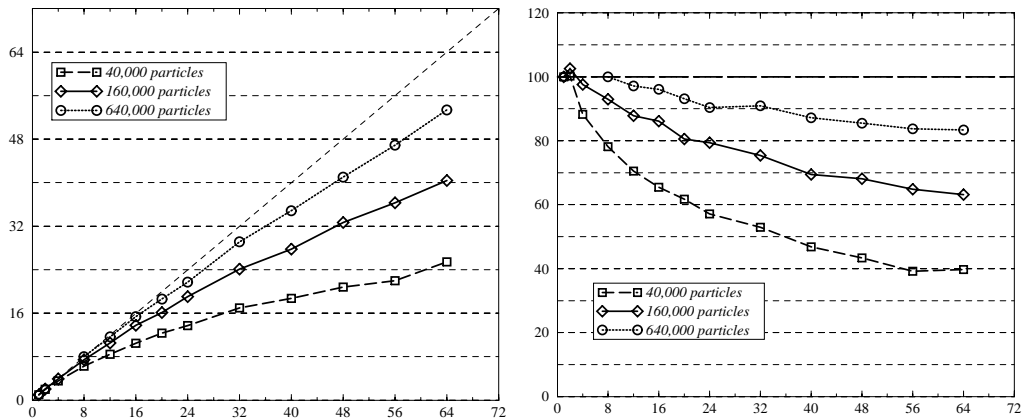 64
48
32
16
0
40,000 particles
160,000 particles
640,000 particles
0 8 16 24 32 40 48 56 64 72
120
100
80
60
40
20
0
40,000 particles
160,000 particles
640,000 particles
0 8 16 24 32 40 48 56 64 72